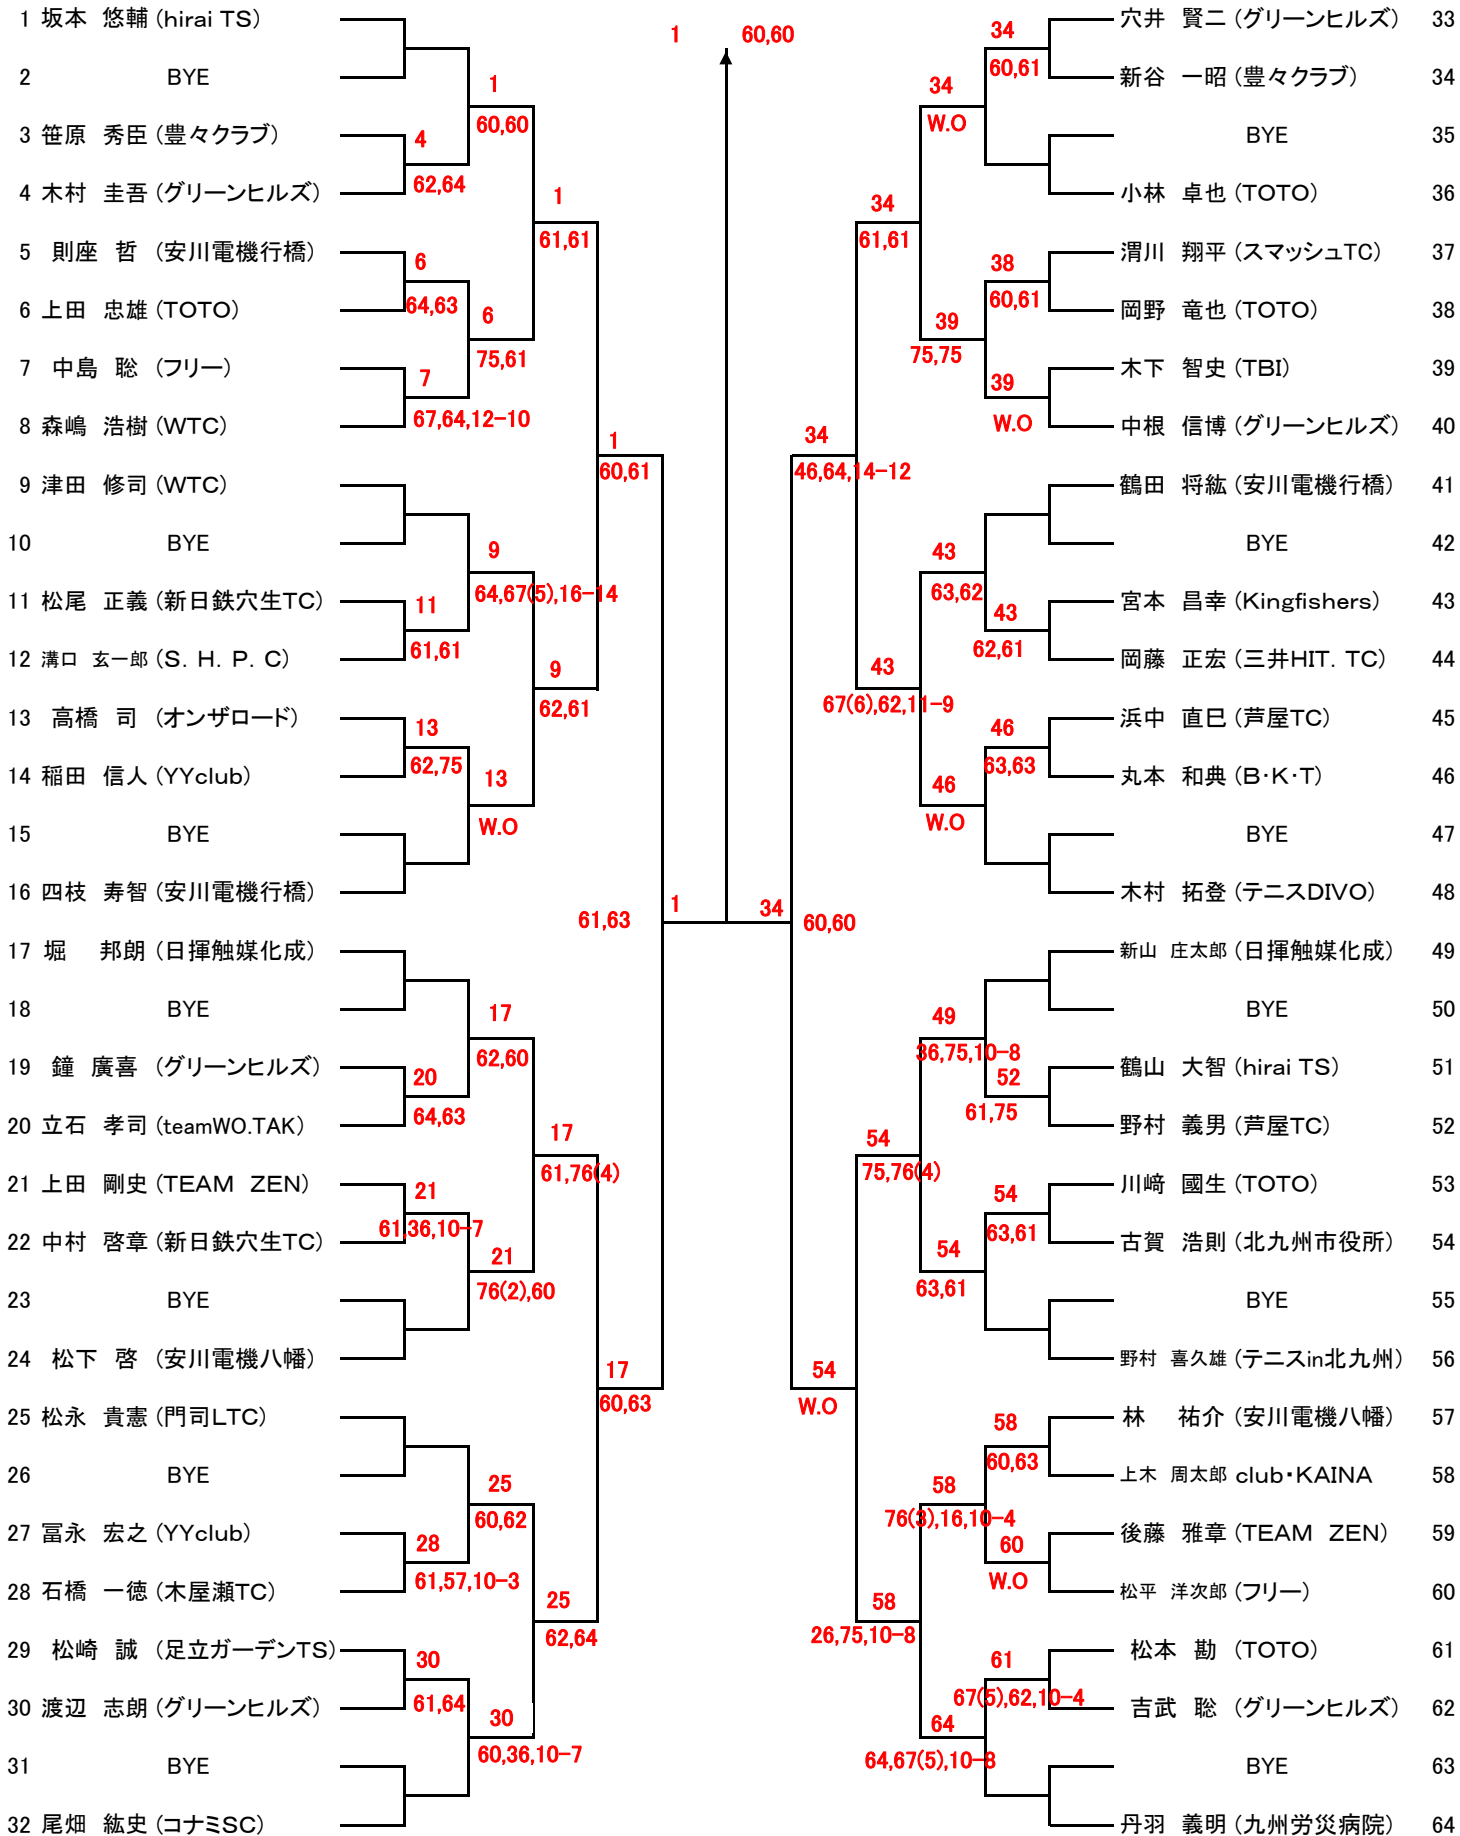 1 坂本 悠輔 (hirai TS)
2 BYE
3 笹原 秀臣 (豊々クラブ)
4 木村 圭吾 (グリーンヒルズ)
5 則座 哲 (安川電機行橋)
6 上田 忠雄 (TOTO)
7 中島 聡 (フリー)
8 森嶋 浩樹 (WTC)
9 津田 修司 (WTC)
10 BYE
11 松尾 正義 (新日鉄穴生TC)
12 溝口 玄一郎 (S. H. P. C)
13 高橋 司 (オンザロード)
14 稲田 信人 (YYclub)
15 BYE
16 四枝 寿智 (安川電機行橋)
17 堀 邦朗 (日揮触媒化成)
18 BYE
19 鐘 廣喜 (グリーンヒルズ)
20 立石 孝司 (teamWO.TAK)
21 上田 剛史 (TEAM ZEN)
22 中村 啓章 (新日鉄穴生TC)
23 BYE
24 松下 啓 (安川電機八幡)
25 松永 貴憲 (門司LTC)
26 BYE
27 冨永 宏之 (YYclub)
28 石橋 一徳 (木屋瀬TC)
29 松崎 誠 (足立ガーデンTS)
30 渡辺 志朗 (グリーンヒルズ)
31 BYE
32 尾畑 紘史 (コナミSC)
4
62,64
6
64,63
7
67,64,12-10
11
61,61
13
62,75
20
64,63
21
61,36,10-7
28
61,57,10-3
30
61,64
1
60,60
6
75,61
9
64,67(5),16-14
13
W.O
17
62,60
21
76(2),60
25
60,62
30
60,36,10-7
1
61,61
9
62,61
17
61,76(4)
25
62,64
1
60,61
17
60,63
1
61,63
1 60,60
34
60,60
34
46,64,14-12
54
W.O
34
61,61
43
67(6),62,11-9
54
75,76(4)
58
26,75,10-8
34
W.O
39
75,75
43
63,62
46
W.O
49
36,75,10-8
54
63,61
58
76(3),16,10-4
64
64,67(5),10-8
34
60,61
38
60,61
39
W.O
43
62,61
46
63,63
52
61,75
54
63,61
58
60,63
60
W.O
61
67(5),62,10-4
穴井 賢二 (グリーンヒルズ) 33
新谷 一昭 (豊々クラブ) 34
BYE 35
小林 卓也 (TOTO) 36
渭川 翔平 (スマッシュTC) 37
岡野 竜也 (TOTO) 38
木下 智史 (TBI) 39
中根 信博 (グリーンヒルズ) 40
鶴田 将紘 (安川電機行橋) 41
BYE 42
宮本 昌幸 (Kingfishers) 43
岡藤 正宏 (三井HIT. TC) 44
浜中 直巳 (芦屋TC) 45
丸本 和典 (B・K・T) 46
BYE 47
木村 拓登 (テニスDIVO) 48
新山 庄太郎 (日揮触媒化成) 49
BYE 50
鶴山 大智 (hirai TS) 51
野村 義男 (芦屋TC) 52
川﨑 國生 (TOTO) 53
古賀 浩則 (北九州市役所) 54
BYE 55
野村 喜久雄 (テニスin北九州) 56
林 祐介 (安川電機八幡) 57
上木 周太郎 club・KAINA 58
後藤 雅章 (TEAM ZEN) 59
松平 洋次郎 (フリー) 60
松本 勘 (TOTO) 61
吉武 聡 (グリーンヒルズ) 62
BYE 63
丹羽 義明 (九州労災病院) 64